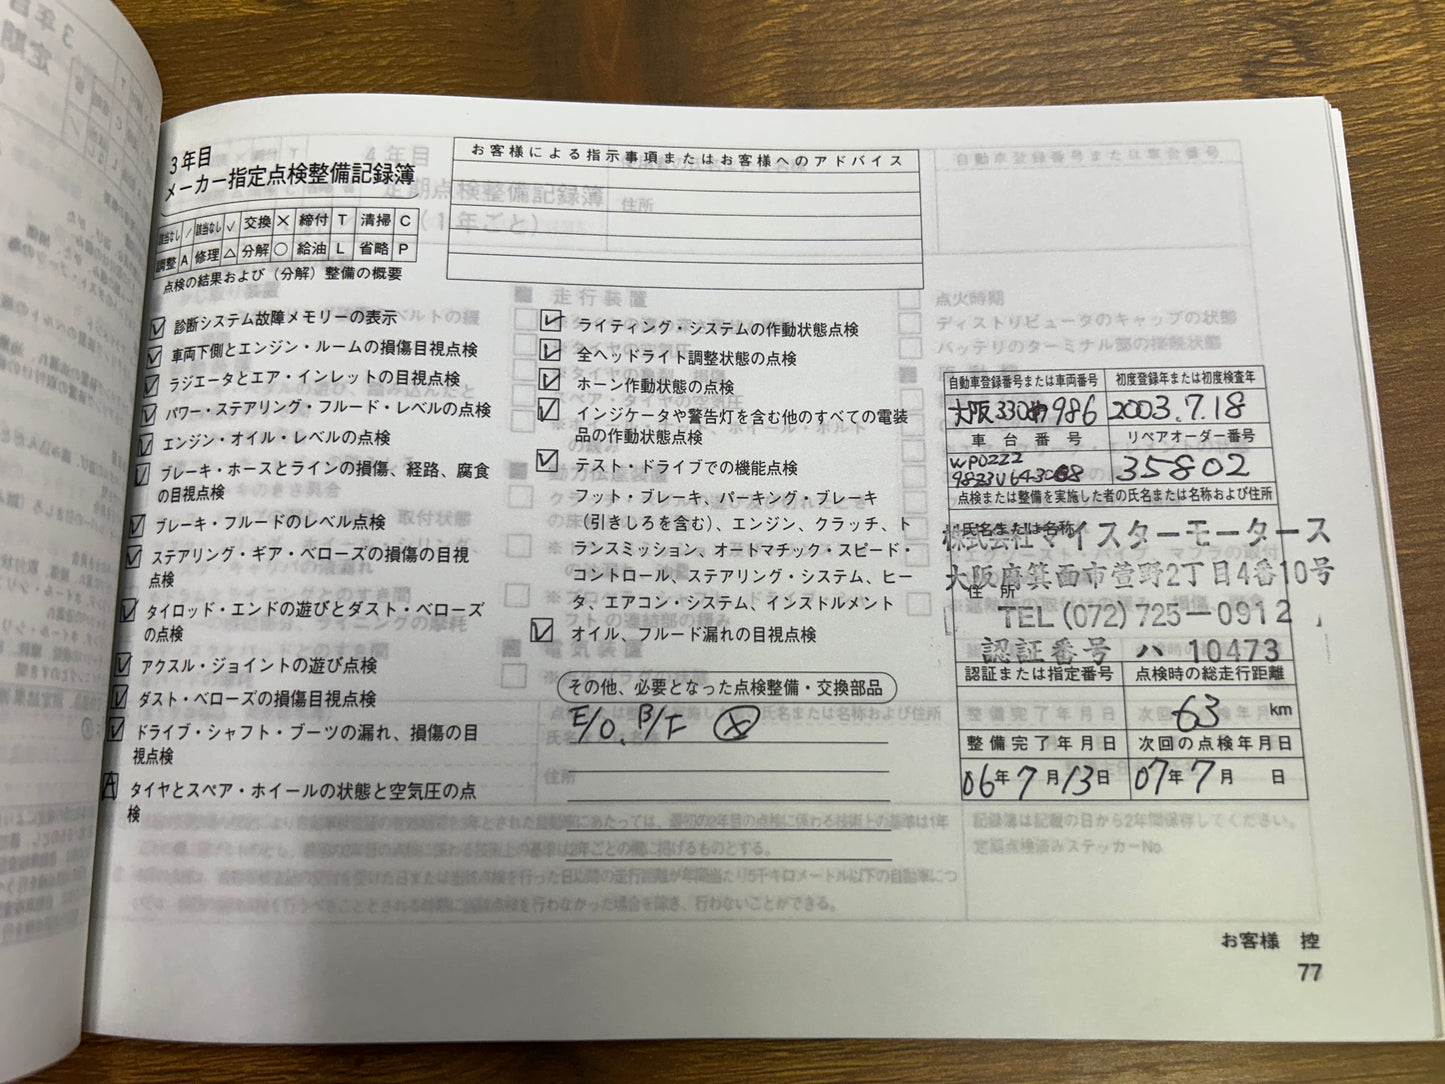 3年目
メーカー指定点検整備記録簿
該当なし / 該当なし ✓ 交換 × 締付 T 清掃 C
調整 A 修理 △ 分解 ○ 給油 L 省略 P
点検の結果および（分解）整備の概要
お客様による指示事項またはお客様へのアドバイス
診断システム故障メモリーの表示
車両下側とエンジン・ルームの損傷目視点検
ラジエータとエア・インレットの目視点検
パワー・ステアリング・フルード・レベルの点検
エンジン・オイル・レベルの点検
ブレーキ・ホースとラインの損傷、経路、腐食
の目視点検
ブレーキ・フルードのレベル点検
ステアリング・ギア・ベローズの損傷の目視
点検
タイロッド・エンドの遊びとダスト・ベローズ
の点検
アクスル・ジョイントの遊び点検
ダスト・ベローズの損傷目視点検
ドライブ・シャフト・ブーツの漏れ、損傷の目
視点検
A タイヤとスペア・ホイールの状態と空気圧の点
検
ライティング・システムの作動状態点検
全ヘッドライト調整状態の点検
ホーン作動状態の点検
インジケータや警告灯を含む他のすべての電装
品の作動状態点検
テスト・ドライブでの機能点検
フット・ブレーキ、パーキング・ブレーキ
（引きしろを含む）、エンジン、クラッチ、ト
ランスミッション、オートマチック・スピード・
コントロール、ステアリング・システム、ヒー
タ、エアコン・システム、インストルメント
オイル、フルード漏れの目視点検
その他、必要となった点検整備・交換部品
E/O. B/F ⊗
自動車登録番号または車両番号 初度登録年または初度検査年
大阪 330 986 2003.7.18
車台番号 リペアオーダー番号
WP0ZZZ 35802
点検または整備を実施した者の氏名または名称および住所
氏名または名称
株式会社マイスターモータース
大阪府箕面市萱野2丁目4番10号
住所
TEL (072) 725-0912
認証番号 ハ 10473
認証または指定番号 点検時の総走行距離
63 km
整備完了年月日 次回の点検年月日
06年7月13日 07年7月 日
お客様 控
77